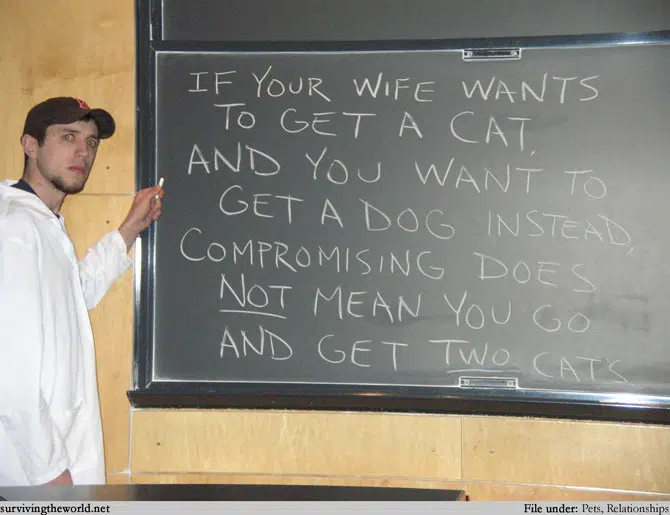 IF YOUR WIFE WANTS
TO GET A CAT,
AND YOU WANT TO
GET A DOG INSTEAD,
COMPROMISING DOES
NOT MEAN YOU GO
AND GET TWO CATS
survivingtheworld.net
File under: Pets, Relationships